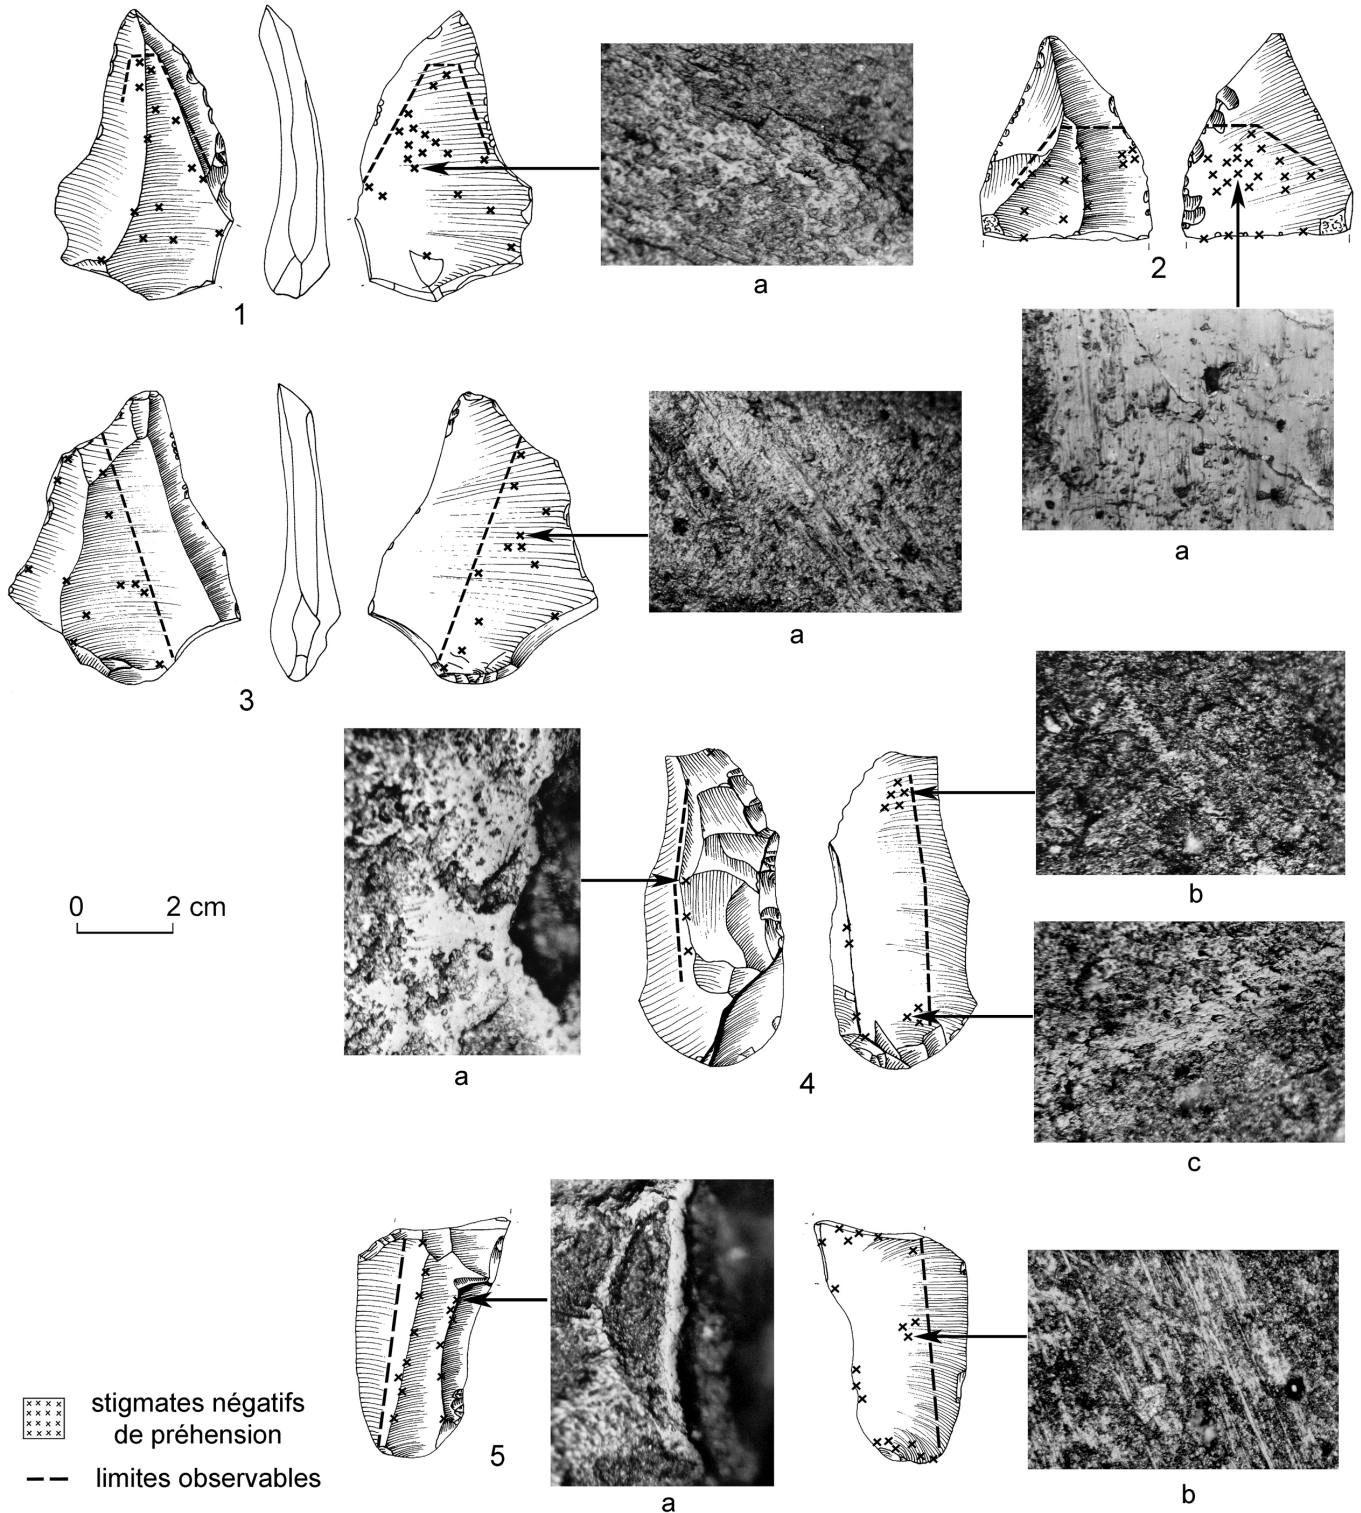 1
a
2
a
3
a
a
4
b
0 2 cm
c
5
a
b
stigmates négatifs
de préhension
limites observables